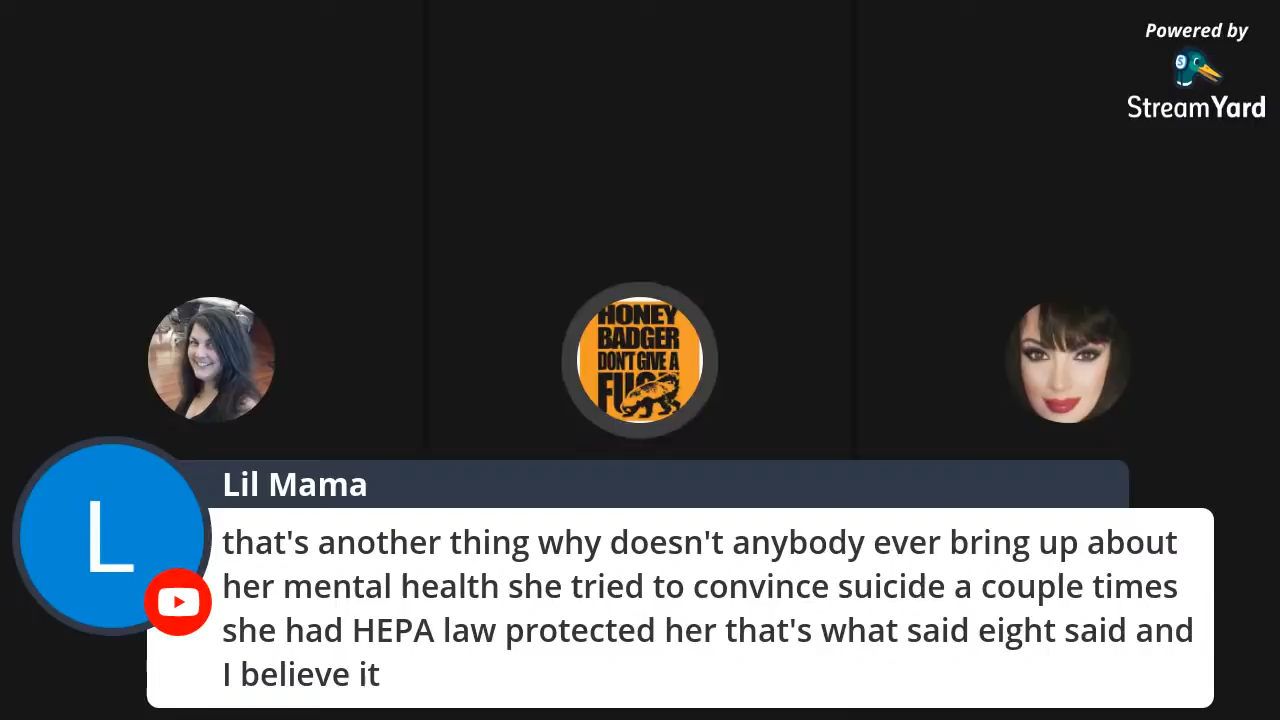 Powered by
S
StreamYard
HONEY
BADGER
DON'T GIVE A
L
Lil Mama
that's another thing why doesn't anybody ever bring up about
her mental health she tried to convince suicide a couple times
she had HEPA law protected her that's what said eight said and
I believe it